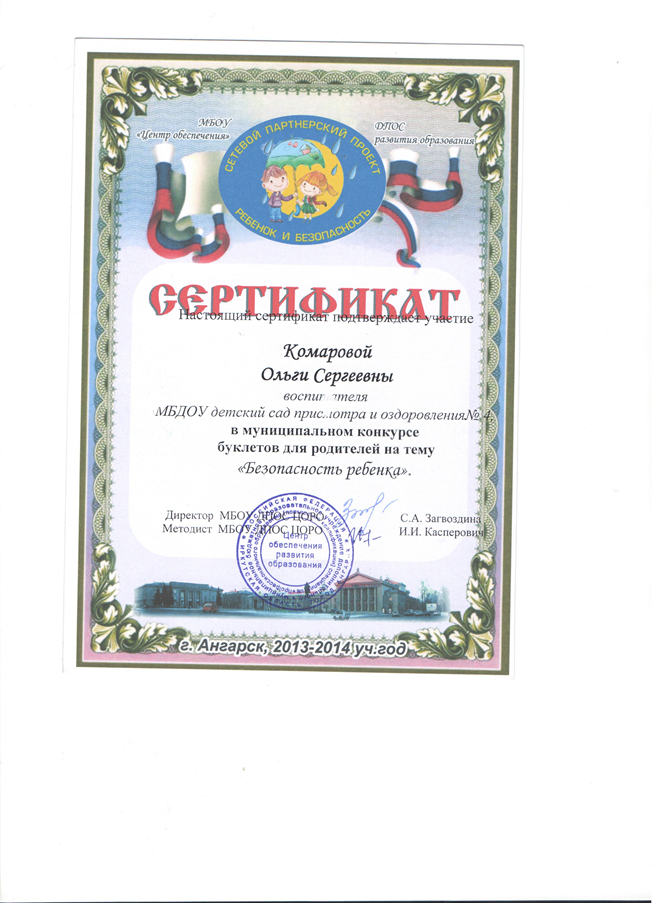 МБОУ
«Центр обеспечения»
ДПОС
развития образования
СЕТЕВОЙ ПАРТНЕРСКИЙ ПРОЕКТ
РЕБЕНОК И БЕЗОПАСНОСТЬ
СЕРТИФИКАТ
Настоящий сертификат подтверждает участие
Комаровой
Ольги Сергеевны
воспитателя
МБДОУ детский сад присмотра и оздоровления№ 4
в муниципальном конкурсе
буклетов для родителей на тему
«Безопасность ребенка».
Директор МБОУ ДПОС ЦОРО С.А. Загвоздина
Методист МБОУ ДПОС ЦОРО И.И. Касперович
РОССИЙСКАЯ ФЕДЕРАЦИЯ
Центр
обеспечения
развития
образования
г. Ангарск, 2013-2014 уч.год